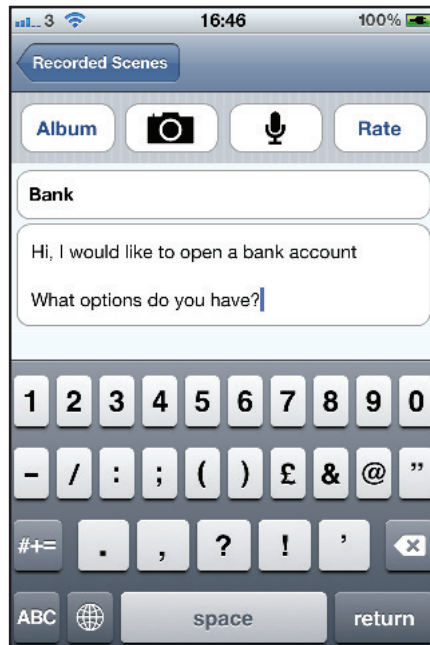 3 16:46 100%
Recorded Scenes
Album Rate
Bank
Hi, I would like to open a bank account
What options do you have?
1 2 3 4 5 6 7 8 9 0
- / : ; ( ) £ & @ ”
#+= . , ? ! ’
ABC space return